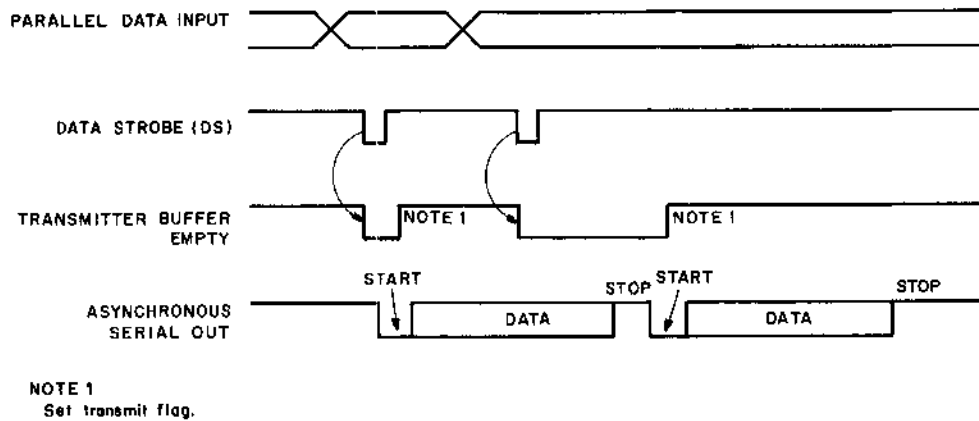 PARALLEL DATA INPUT
DATA STROBE (DS)
TRANSMITTER BUFFER
EMPTY
NOTE 1
NOTE 1
START
STOP
START
STOP
ASYNCHRONOUS
SERIAL OUT
DATA
DATA
NOTE 1
Set transmit flag.